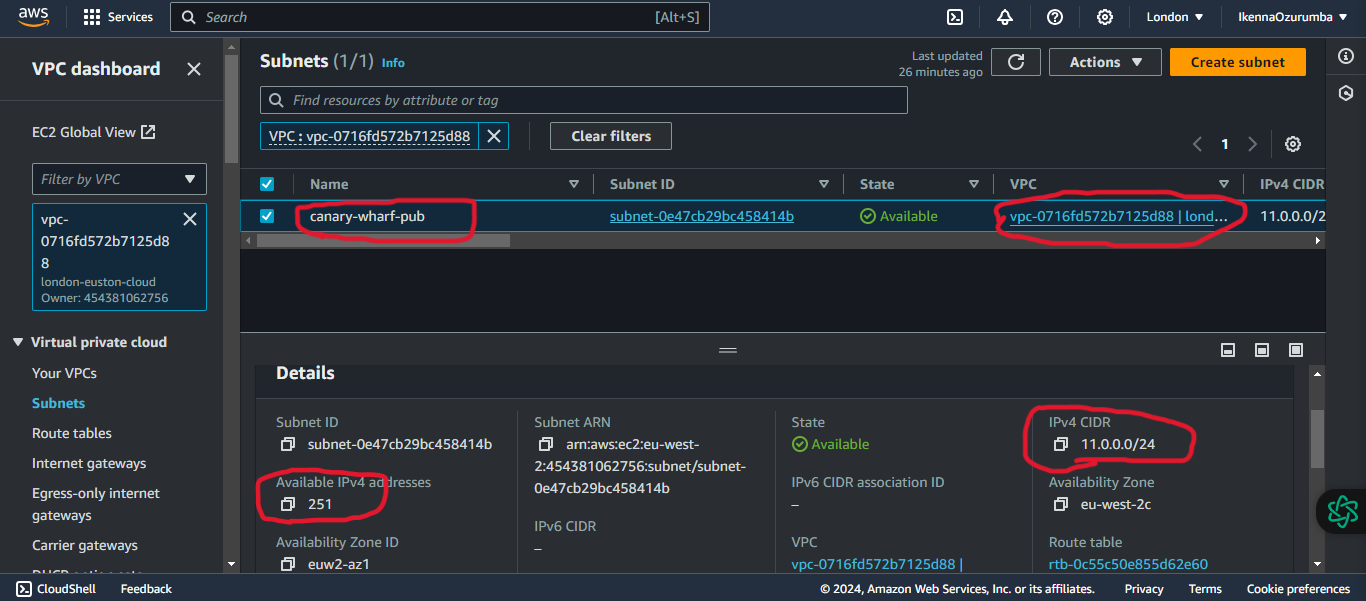 aws
Services
Search
[Alt+S]
London
IkennaOzurumba
VPC dashboard
EC2 Global View
Filter by VPC
vpc-
0716fd572b7125d8
8
london-euston-cloud
Owner: 454381062756
Virtual private cloud
Your VPCs
Subnets
Route tables
Internet gateways
Egress-only internet
gateways
Carrier gateways
Subnets (1/1) Info
Last updated
26 minutes ago
Actions
Create subnet
Find resources by attribute or tag
VPC : vpc-0716fd572b7125d88
Clear filters
1
Name
Subnet ID
State
VPC
IPv4 CIDR
canary-wharf-pub
subnet-0e47cb29bc458414b
Available
vpc-0716fd572b7125d88 | lond...
11.0.0.0/2
Details
Subnet ID
subnet-0e47cb29bc458414b
Available IPv4 addresses
251
Availability Zone ID
euw2-az1
Subnet ARN
arn:aws:ec2:eu-west-
2:454381062756:subnet/subnet-
0e47cb29bc458414b
IPv6 CIDR
–
State
Available
IPv6 CIDR association ID
–
VPC
vpc-0716fd572b7125d88 |
IPv4 CIDR
11.0.0.0/24
Availability Zone
eu-west-2c
Route table
rtb-0c55c50e855d62e60
CloudShell
Feedback
© 2024, Amazon Web Services, Inc. or its affiliates.
Privacy
Terms
Cookie preferences